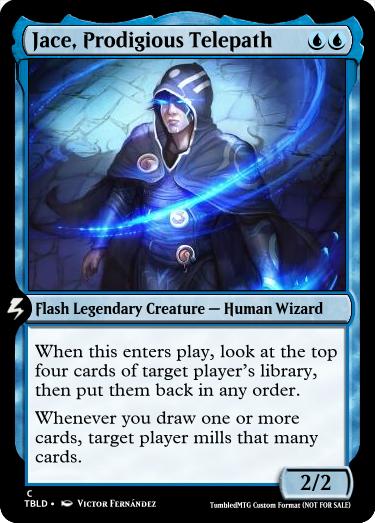 Jace, Prodigious Telepath
Flash Legendary Creature — Human Wizard
When this enters play, look at the top
four cards of target player's library,
then put them back in any order.
Whenever you draw one or more
cards, target player mills that many
cards.
2/2
C
TBLD • Victor Fernández
TumbledMTG Custom Format (NOT FOR SALE)